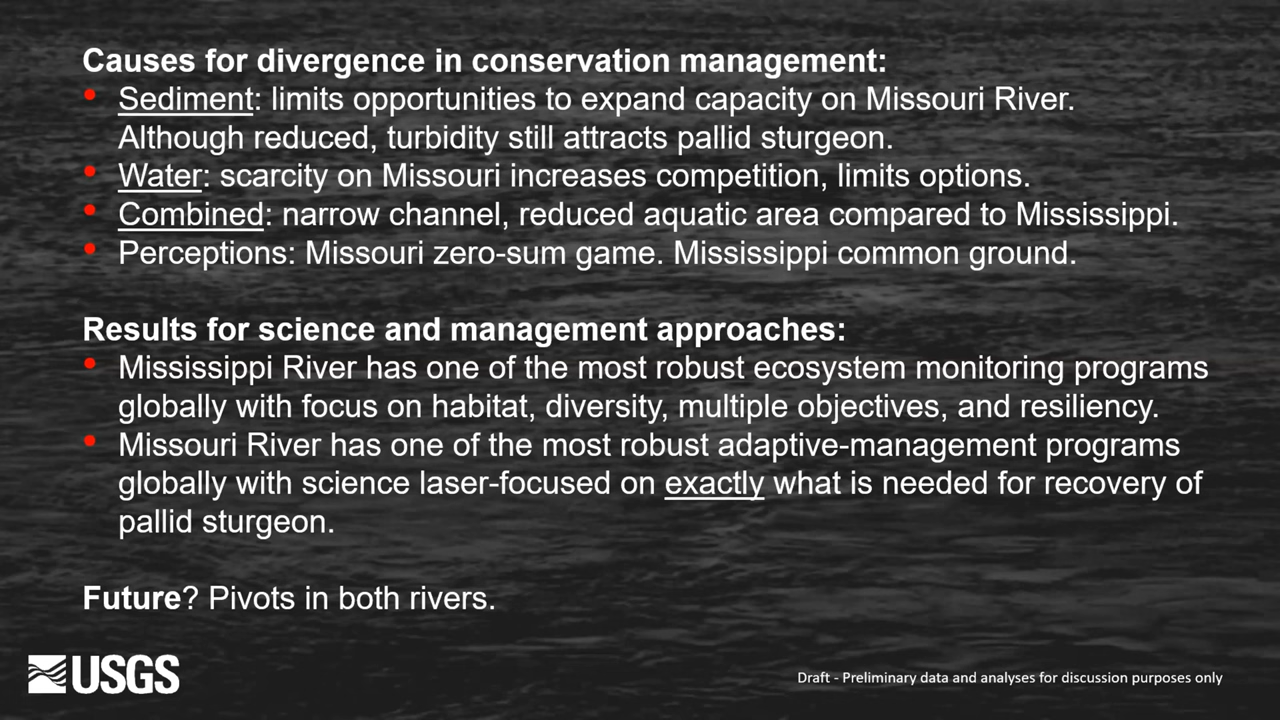 Causes for divergence in conservation management:
• Sediment: limits opportunities to expand capacity on Missouri River.
Although reduced, turbidity still attracts pallid sturgeon.
• Water: scarcity on Missouri increases competition, limits options.
• Combined: narrow channel, reduced aquatic area compared to Mississippi.
• Perceptions: Missouri zero-sum game. Mississippi common ground.
Results for science and management approaches:
• Mississippi River has one of the most robust ecosystem monitoring programs
globally with focus on habitat, diversity, multiple objectives, and resiliency.
• Missouri River has one of the most robust adaptive-management programs
globally with science laser-focused on exactly what is needed for recovery of
pallid sturgeon.
Future? Pivots in both rivers.
USGS
Draft - Preliminary data and analyses for discussion purposes only